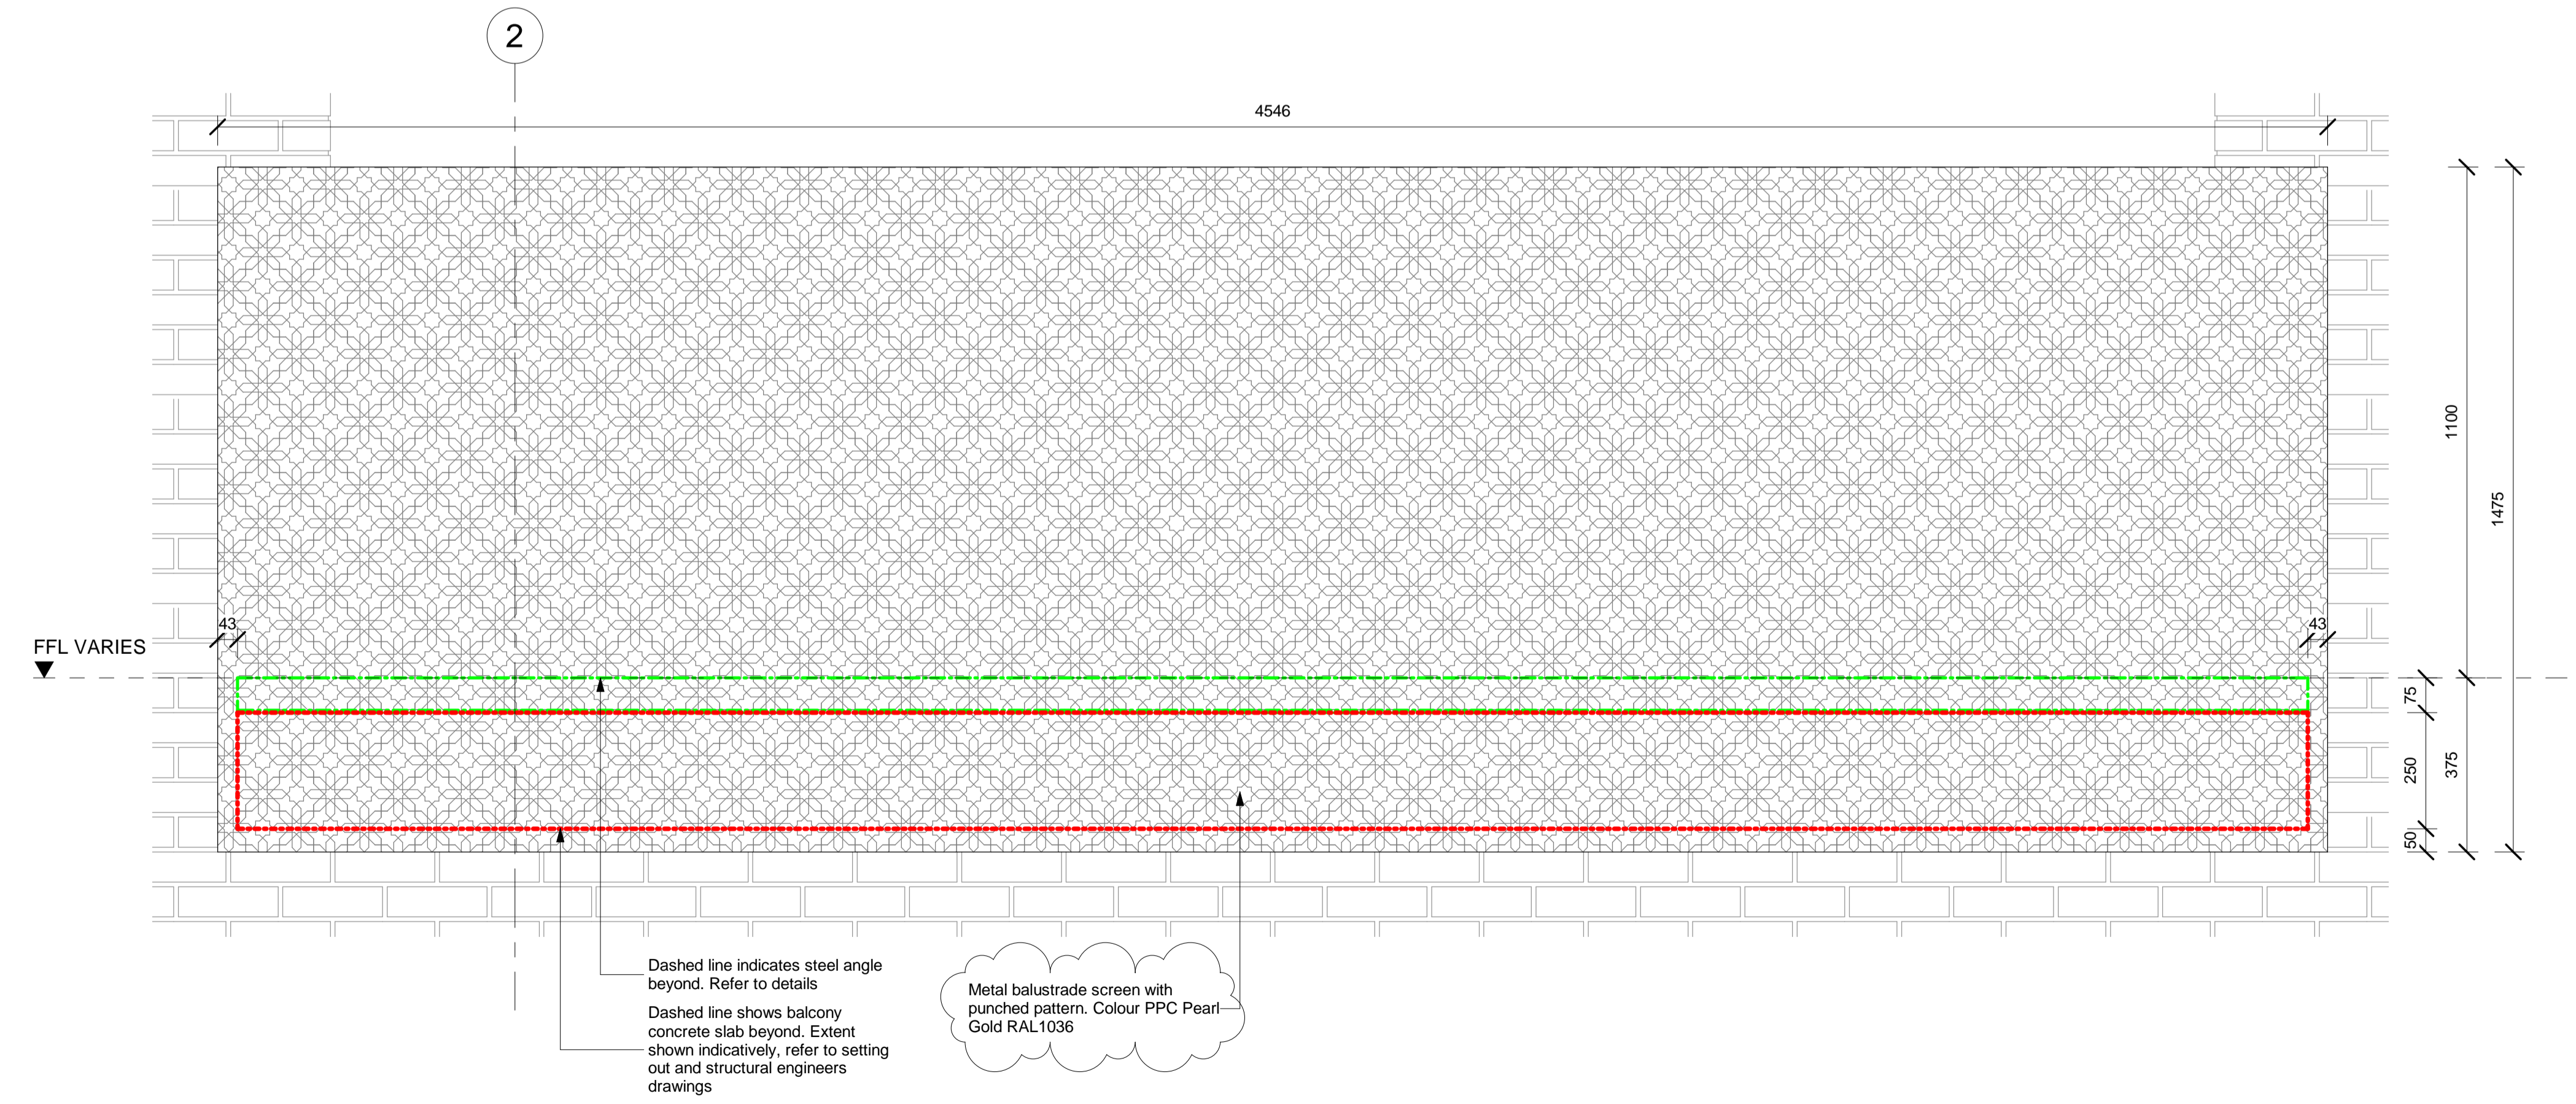 2
4546
1100
1475
43
43
FFL VARIES
75
250
375
50
Dashed line indicates steel angle
beyond. Refer to details
Dashed line shows balcony
concrete slab beyond. Extent
shown indicatively, refer to setting
out and structural engineers
drawings
Metal balustrade screen with
punched pattern. Colour PPC Pearl
Gold RAL1036